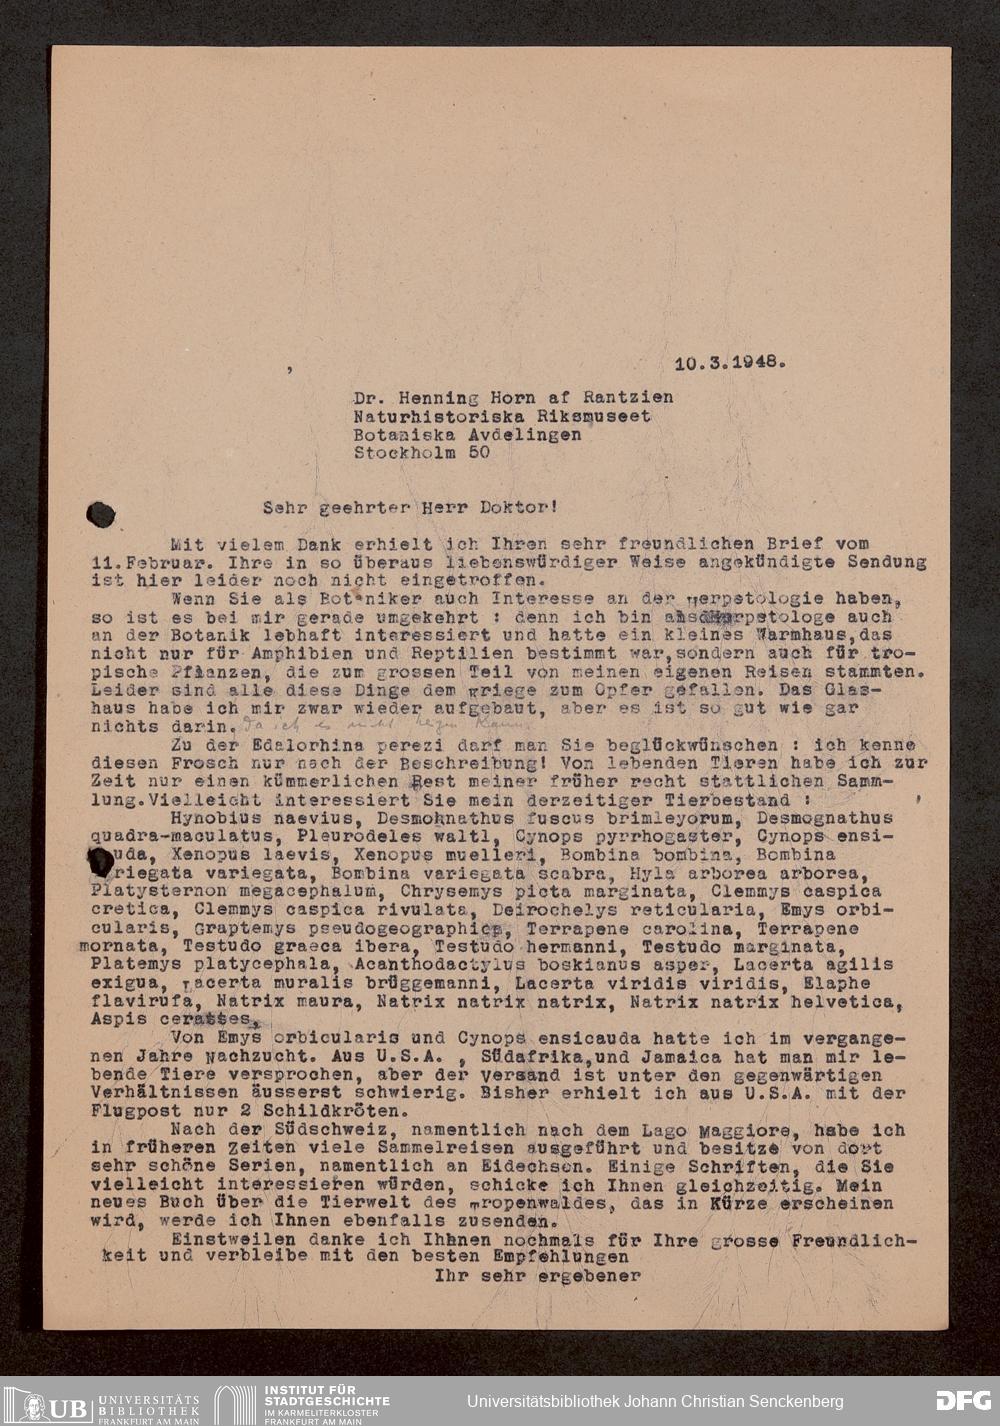 10.3.1948.
Dr. Henning Horn af Rantzien
Naturhistoriska Riksmuseet
Botaniska Avdelingen
Stockholm 50
Sehr geehrter Herr Doktor!
Mit vielem Dank erhielt ich Ihren sehr freundlichen Brief vom
11.Februar. Ihre in so überaus liebenswürdiger Weise angekündigte Sendung
ist hier leider noch nicht eingetroffen.
Wenn Sie als Botaniker auch Interesse an der Herpetologie haben,
so ist es bei mir gerade umgekehrt : denn ich bin als Herpetologe auch
an der Botanik lebhaft interessiert und hatte ein kleines Warmhaus,das
nicht nur für Amphibien und Reptilien bestimmt war,sondern auch für tro-
pische Pflanzen, die zum grossen Teil von meinen eigenen Reisen stammten.
Leider sind alle diese Dinge dem Kriege zum Opfer gefallen. Das Glas-
haus habe ich mir zwar wieder aufgebaut, aber es ist so gut wie gar
nichts darin. da ich es nicht heizen kann.
Zu der Edalorhina perezi darf man Sie beglückwünschen : ich kenne
diesen Frosch nur nach der Beschreibung! Von lebenden Tieren habe ich zur
Zeit nur einen kümmerlichen Rest meiner früher recht stattlichen Samm-
lung.Vielleicht interessiert Sie mein derzeitiger Tierbestand :
Hynobius naevius, Desmohnathus fuscus brimleyorum, Desmognathus
quadra-maculatus, Pleurodeles waltl, Cynops pyrrhogaster, Cynops ensi-
uda, Xenopus laevis, Xenopus muelleri, Bombina bombina, Bombina
riegata variegata, Bombina variegata scabra, Hyla arborea arborea,
Platysternon megacephalum, Chrysemys picta marginata, Clemmys caspica
cretica, Clemmys caspica rivulata, Deirochelys reticularia, Emys orbi-
cularis, Graptemys pseudogeographica, Terrapene carolina, Terrapene
mornata, Testudo graeca ibera, Testudo hermanni, Testudo marginata,
Platemys platycephala, Acanthodactylus boskianus asper, Lacerta agilis
exigua, Lacerta muralis brüggemanni, Lacerta viridis viridis, Elaphe
flavirufa, Natrix maura, Natrix natrix natrix, Natrix natrix helvetica,
Aspis cerastes.
Von Emys orbicularis und Cynops ensicauda hatte ich im vergange-
nen Jahre Nachzucht. Aus U.S.A. , Südafrika,und Jamaica hat man mir le-
bende Tiere versprochen, aber der Versand ist unter den gegenwärtigen
Verhältnissen äusserst schwierig. Bisher erhielt ich aus U.S.A. mit der
Flugpost nur 2 Schildkröten.
Nach der Südschweiz, namentlich nach dem Lago Maggiore, habe ich
in früheren Zeiten viele Sammelreisen ausgeführt und besitze von dort
sehr schöne Serien, namentlich an Eidechsen. Einige Schriften, die Sie
vielleicht interessieren würden, schicke ich Ihnen gleichzeitig. Mein
neues Buch über die Tierwelt des Tropenwaldes, das in Kürze erscheinen
wird, werde ich Ihnen ebenfalls zusenden.
Einstweilen danke ich Ihhnen nochmals für Ihre grosse Freundlich-
keit und verbleibe mit den besten Empfehlungen
Ihr sehr ergebener
UB UNIVERSITÄTS
BIBLIOTHEK
FRANKFURT AM MAIN
INSTITUT FÜR
STADTGESCHICHTE
IM KARMELITERKLOSTER
FRANKFURT AM MAIN
Universitätsbibliothek Johann Christian Senckenberg
DFG